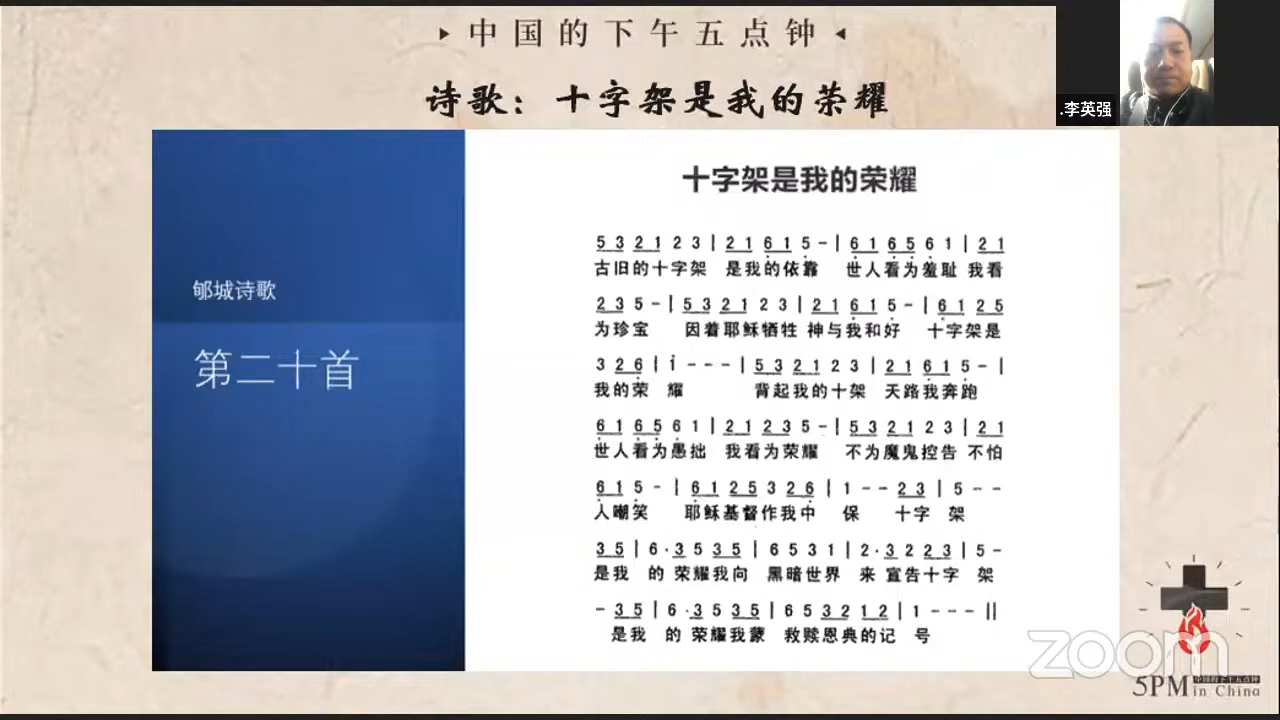 中国的下午五点钟
诗歌：十字架是我的荣耀
.李英强
郇城诗歌
第二十首
十字架是我的荣耀
5 3 2 1 2 3 | 2 1 6 1 5 - | 6 1 6 5 6 1 | 2 1
古旧的十字架 是我的依靠 世人看为羞耻 我看
2 3 5 - | 5 3 2 1 2 3 | 2 1 6 1 5 - | 6 1 2 5
为珍宝 因着耶稣牺牲 神与我和好 十字架是
3 2 6 | i - - - | 5 3 2 1 2 3 | 2 1 6 1 5 - |
我的荣 耀 背起我的十架 天路我奔跑
6 1 6 5 6 1 | 2 1 2 3 5 - | 5 3 2 1 2 3 | 2 1
世人看为愚拙 我看为荣耀 不为魔鬼控告 不怕
6 1 5 - | 6 1 2 5 3 2 6 | 1 - - 2 3 | 5 - -
人嘲笑 耶稣基督作我中 保 十字 架
3 5 | 6 · 3 5 3 5 | 6 5 3 1 | 2 · 3 2 2 3 | 5 -
是我 的 荣耀我向 黑暗世界 来 宣告十字 架
- 3 5 | 6 · 3 5 3 5 | 6 5 3 2 1 2 | 1 - - - ||
是我 的 荣耀我蒙 救赎恩典的记 号
zoom
5PM 中国的下午五点钟
in China